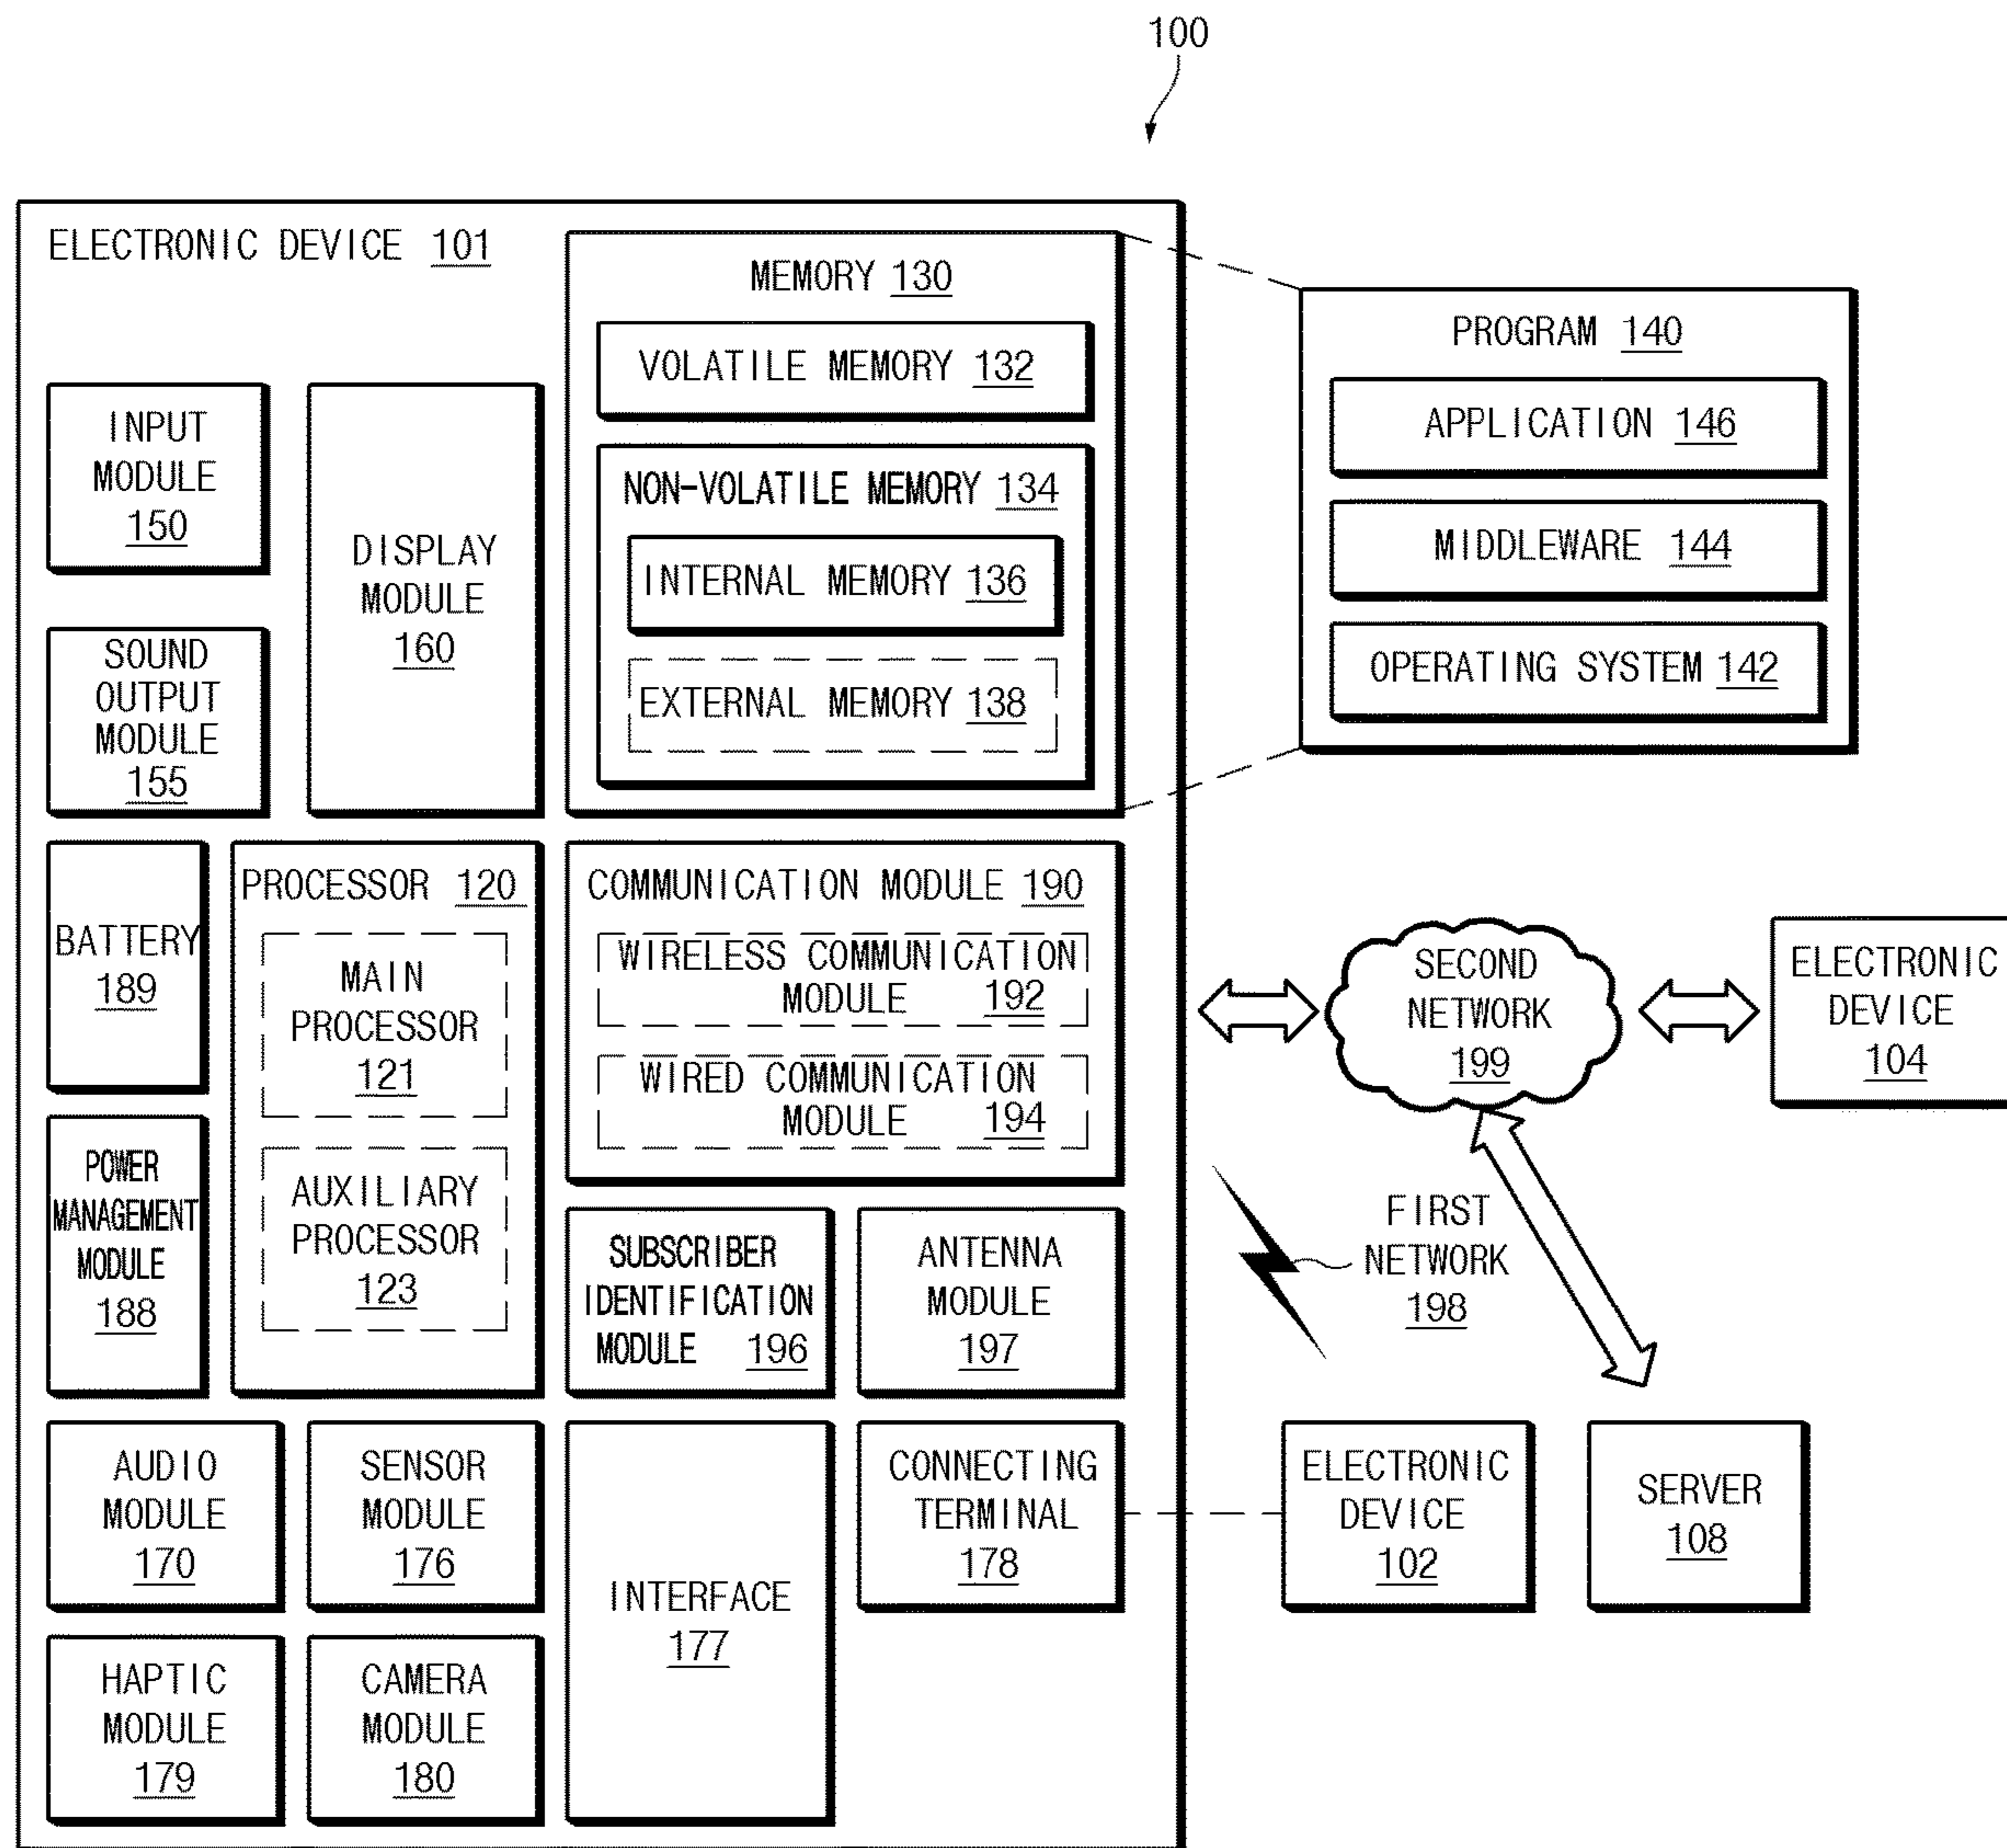 100
ELECTRONIC DEVICE 101
MEMORY 130
VOLATILE MEMORY 132
NON-VOLATILE MEMORY 134
INTERNAL MEMORY 136
EXTERNAL MEMORY 138
PROGRAM 140
APPLICATION 146
MIDDLEWARE 144
OPERATING SYSTEM 142
INPUT
MODULE
150
SOUND
OUTPUT
MODULE
155
DISPLAY
MODULE
160
BATTERY
189
POWER
MANAGEMENT
MODULE
188
PROCESSOR 120
MAIN
PROCESSOR
121
AUXILIARY
PROCESSOR
123
COMMUNICATION MODULE 190
WIRELESS COMMUNICATION
MODULE 192
WIRED COMMUNICATION
MODULE 194
SUBSCRIBER
IDENTIFICATION
MODULE 196
ANTENNA
MODULE
197
SECOND
NETWORK
199
ELECTRONIC
DEVICE
104
FIRST
NETWORK
198
AUDIO
MODULE
170
SENSOR
MODULE
176
INTERFACE
177
CONNECTING
TERMINAL
178
ELECTRONIC
DEVICE
102
SERVER
108
HAPTIC
MODULE
179
CAMERA
MODULE
180